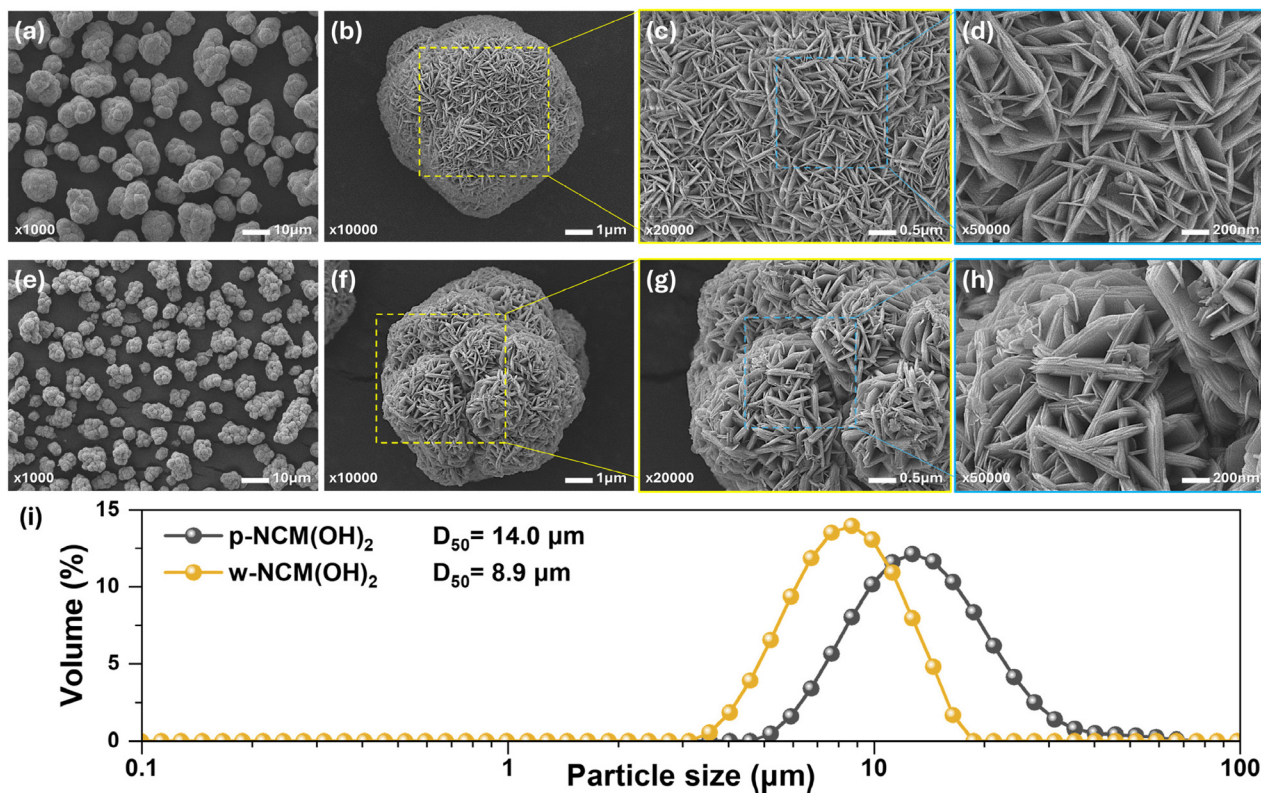 (a)
x1000
10μm
(b)
x10000
1μm
(c)
x20000
0.5μm
(d)
x50000
200nm
(e)
x1000
10μm
(f)
x10000
1μm
(g)
x20000
0.5μm
(h)
x50000
200nm
(i)
15
10
5
0
Volume (%)
p-NCM(OH)₂ D₅₀= 14.0 μm
w-NCM(OH)₂ D₅₀= 8.9 μm
0.1
1
10
100
Particle size (μm)